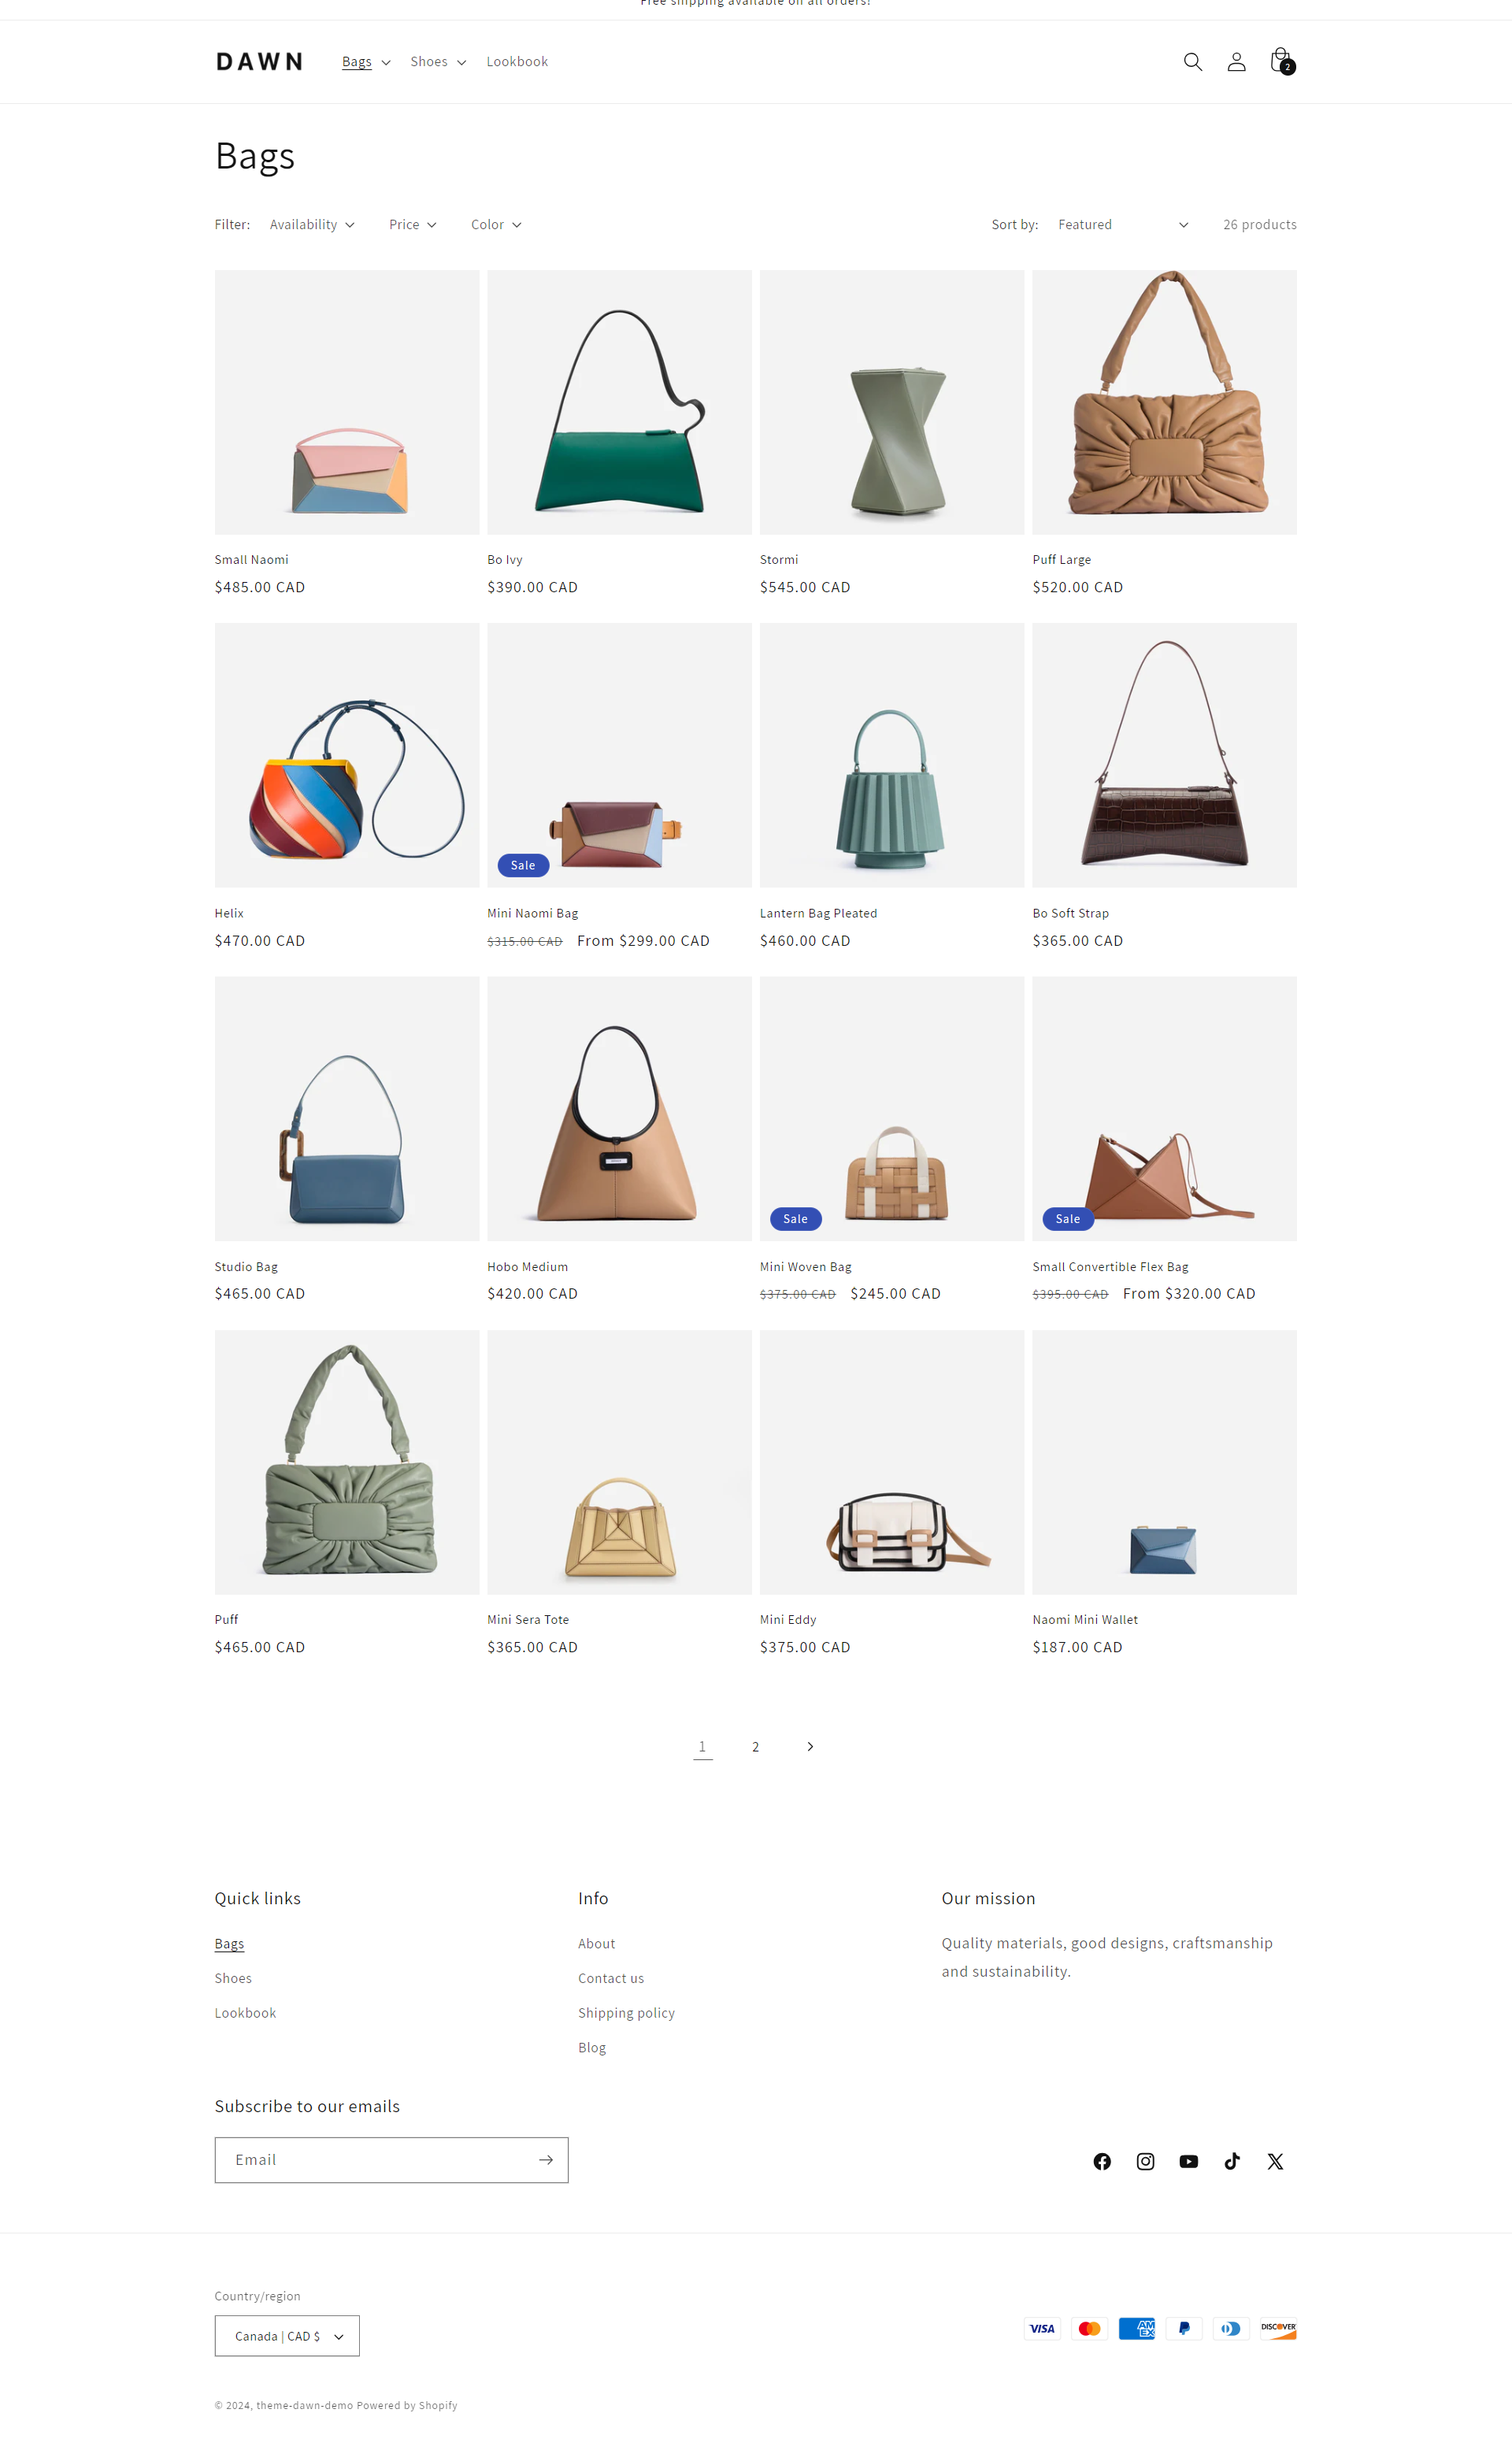 Free shipping available on all orders!
DAWN
Bags
Shoes
Lookbook
2
Bags
Filter:
Availability
Price
Color
Sort by:
Featured
26 products
Small Naomi
$485.00 CAD
Bo Ivy
$390.00 CAD
Stormi
$545.00 CAD
Puff Large
$520.00 CAD
Helix
$470.00 CAD
Sale
Mini Naomi Bag
$315.00 CAD From $299.00 CAD
Lantern Bag Pleated
$460.00 CAD
Bo Soft Strap
$365.00 CAD
Studio Bag
$465.00 CAD
Hobo Medium
$420.00 CAD
Sale
Mini Woven Bag
$375.00 CAD $245.00 CAD
Sale
Small Convertible Flex Bag
$395.00 CAD From $320.00 CAD
Puff
$465.00 CAD
Mini Sera Tote
$365.00 CAD
Mini Eddy
$375.00 CAD
Naomi Mini Wallet
$187.00 CAD
1
2
Quick links
Bags
Shoes
Lookbook
Info
About
Contact us
Shipping policy
Blog
Our mission
Quality materials, good designs, craftsmanship
and sustainability.
Subscribe to our emails
Email
Country/region
Canada | CAD $
VISA
AM
EX
DISCOVER
© 2024, theme-dawn-demo Powered by Shopify